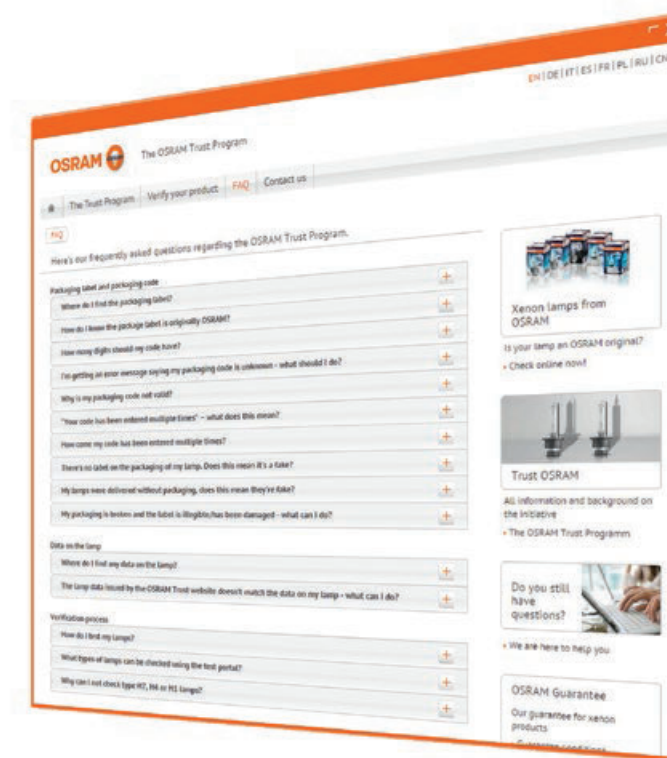 EN | DE | IT | ES | FR | PL | RU | CN
OSRAM The OSRAM Trust Program
The Trust Program Verify your product FAQ Contact us
FAQ
Here's our frequently asked questions regarding the OSRAM Trust Program.
Packaging label and packaging code
Where do I find the packaging label?
How do I know the package label is originally OSRAM?
How many digits should my code have?
I'm getting an error message saying my packaging code is unknown - what should I do?
Why is my packaging code not valid?
"Your code has been entered multiple times" – what does this mean?
How come my code has been entered multiple times?
There's no label on the packaging of my lamp. Does this mean it's a fake?
My lamps were delivered without packaging, does this mean they're fake?
My packaging is broken and the label is illegible/has been damaged - what can I do?
Data on the lamp
Where do I find any data on the lamp?
The lamp data issued by the OSRAM Trust website doesn't match the data on my lamp - what can I do?
Verification process
How do I test my lamps?
What types of lamps can be checked using the test portal?
Why can I not check type H7, H4 or H1 lamps?
Xenon lamps from
OSRAM
Is your lamp an OSRAM original?
Check online now!
Trust OSRAM
All information and background on
the initiative
The OSRAM Trust Programm
Do you still
have
questions?
We are here to help you
OSRAM Guarantee
Our guarantee for xenon
products
Guarantee conditions